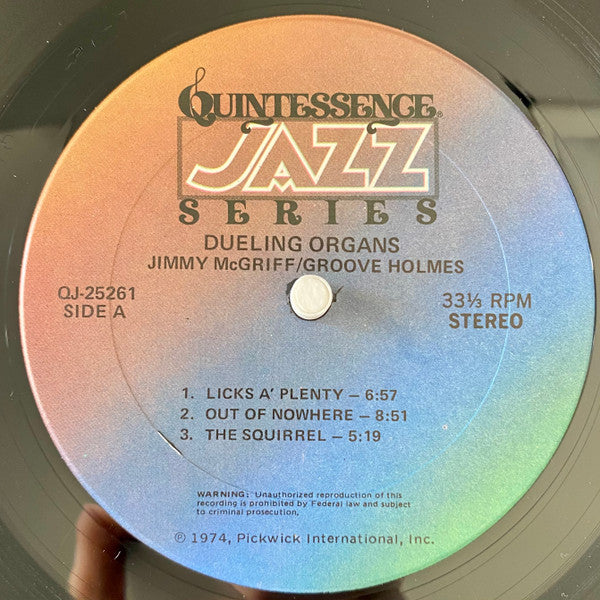 QUINTESSENCE®
JAZZ
SERIES
DUELING ORGANS
JIMMY McGRIFF/GROOVE HOLMES
QJ-25261
SIDE A
33⅓ RPM
STEREO
1. LICKS A' PLENTY – 6:57
2. OUT OF NOWHERE – 8:51
3. THE SQUIRREL – 5:19
WARNING: Unauthorized reproduction of this
recording is prohibited by Federal law and subject
to criminal prosecution.
℗ 1974, Pickwick International, Inc.